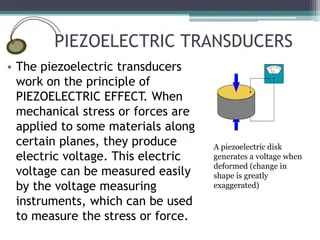 PIEZOELECTRIC TRANSDUCERS
• The piezoelectric transducers
work on the principle of
PIEZOELECTRIC EFFECT. When
mechanical stress or forces are
applied to some materials along
certain planes, they produce
electric voltage. This electric
voltage can be measured easily
by the voltage measuring
instruments, which can be used
to measure the stress or force.
A piezoelectric disk
generates a voltage when
deformed (change in
shape is greatly
exaggerated)